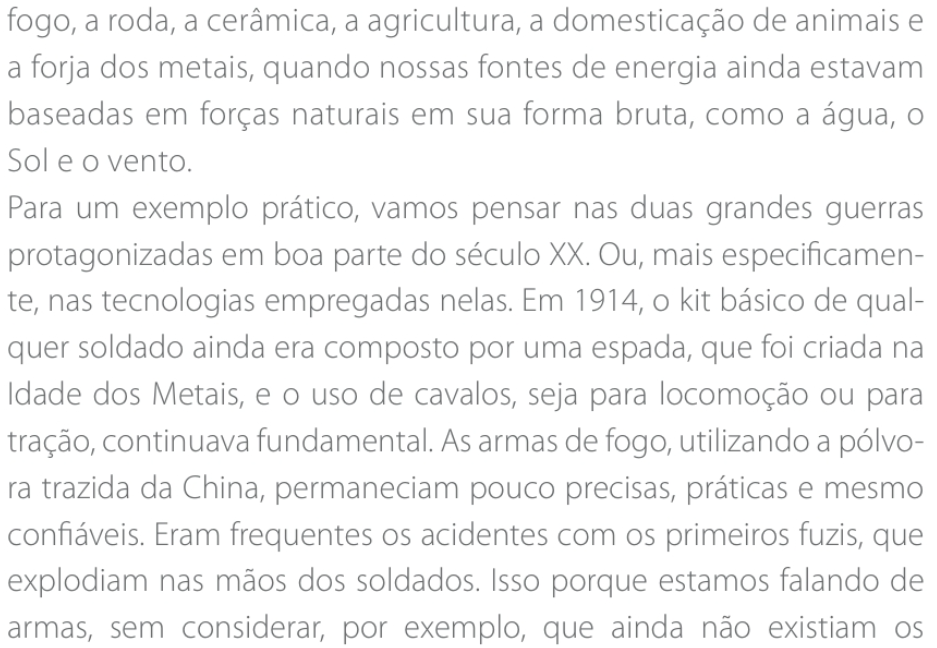 fogo, a roda, a cerâmica, a agricultura, a domesticação de animais e
a forja dos metais, quando nossas fontes de energia ainda estavam
baseadas em forças naturais em sua forma bruta, como a água, o
Sol e o vento.
Para um exemplo prático, vamos pensar nas duas grandes guerras
protagonizadas em boa parte do século XX. Ou, mais especificamen-
te, nas tecnologias empregadas nelas. Em 1914, o kit básico de qual-
quer soldado ainda era composto por uma espada, que foi criada na
Idade dos Metais, e o uso de cavalos, seja para locomoção ou para
tração, continuava fundamental. As armas de fogo, utilizando a pólvo-
ra trazida da China, permaneciam pouco precisas, práticas e mesmo
confiáveis. Eram frequentes os acidentes com os primeiros fuzis, que
explodiam nas mãos dos soldados. Isso porque estamos falando de
armas, sem considerar, por exemplo, que ainda não existiam os